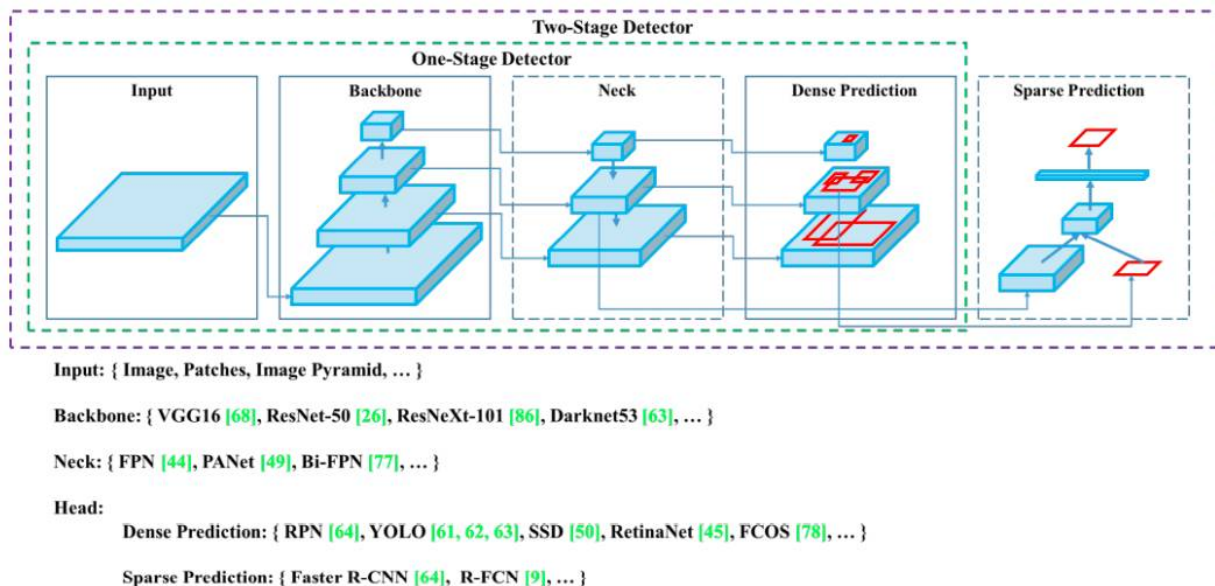 Two-Stage Detector
One-Stage Detector
Input
Backbone
Neck
Dense Prediction
Sparse Prediction
Input: { Image, Patches, Image Pyramid, … }
Backbone: { VGG16 [68], ResNet-50 [26], ResNeXt-101 [86], Darknet53 [63], … }
Neck: { FPN [44], PANet [49], Bi-FPN [77], … }
Head:
Dense Prediction: { RPN [64], YOLO [61, 62, 63], SSD [50], RetinaNet [45], FCOS [78], … }
Sparse Prediction: { Faster R-CNN [64], R-FCN [9], … }